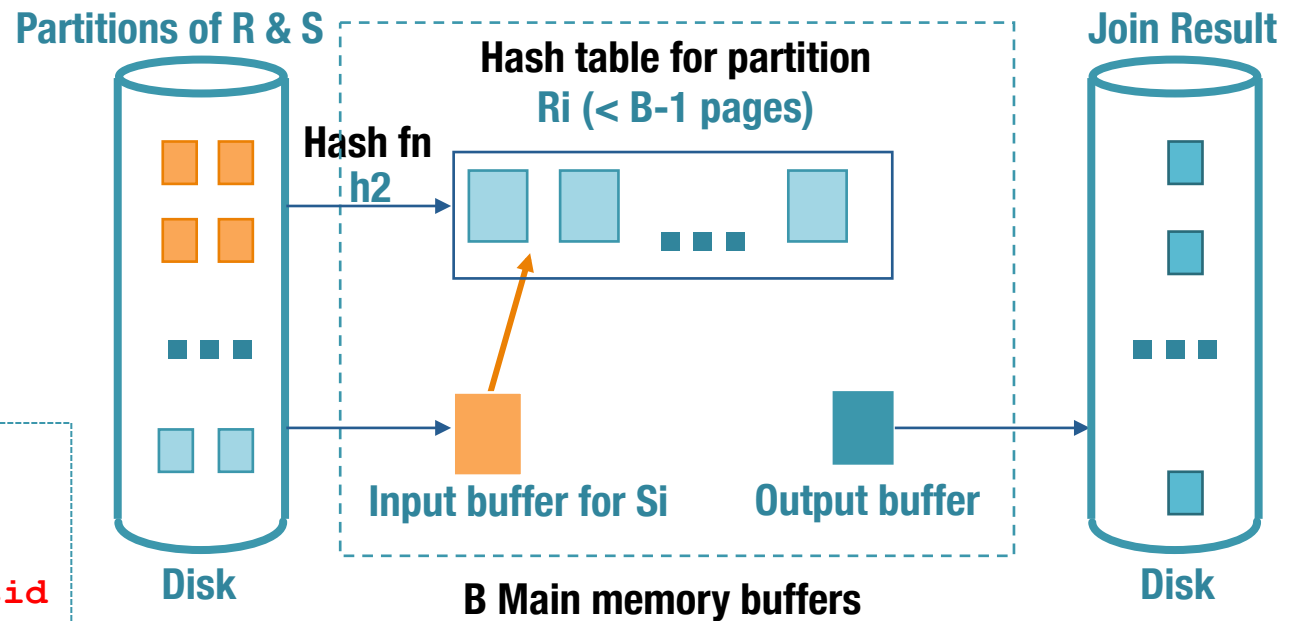 Partitions of R & S
Join Result
Hash table for partition
Ri (< B-1 pages)
Hash fn
h2
Input buffer for Si
Output buffer
id
Disk
B Main memory buffers
Disk